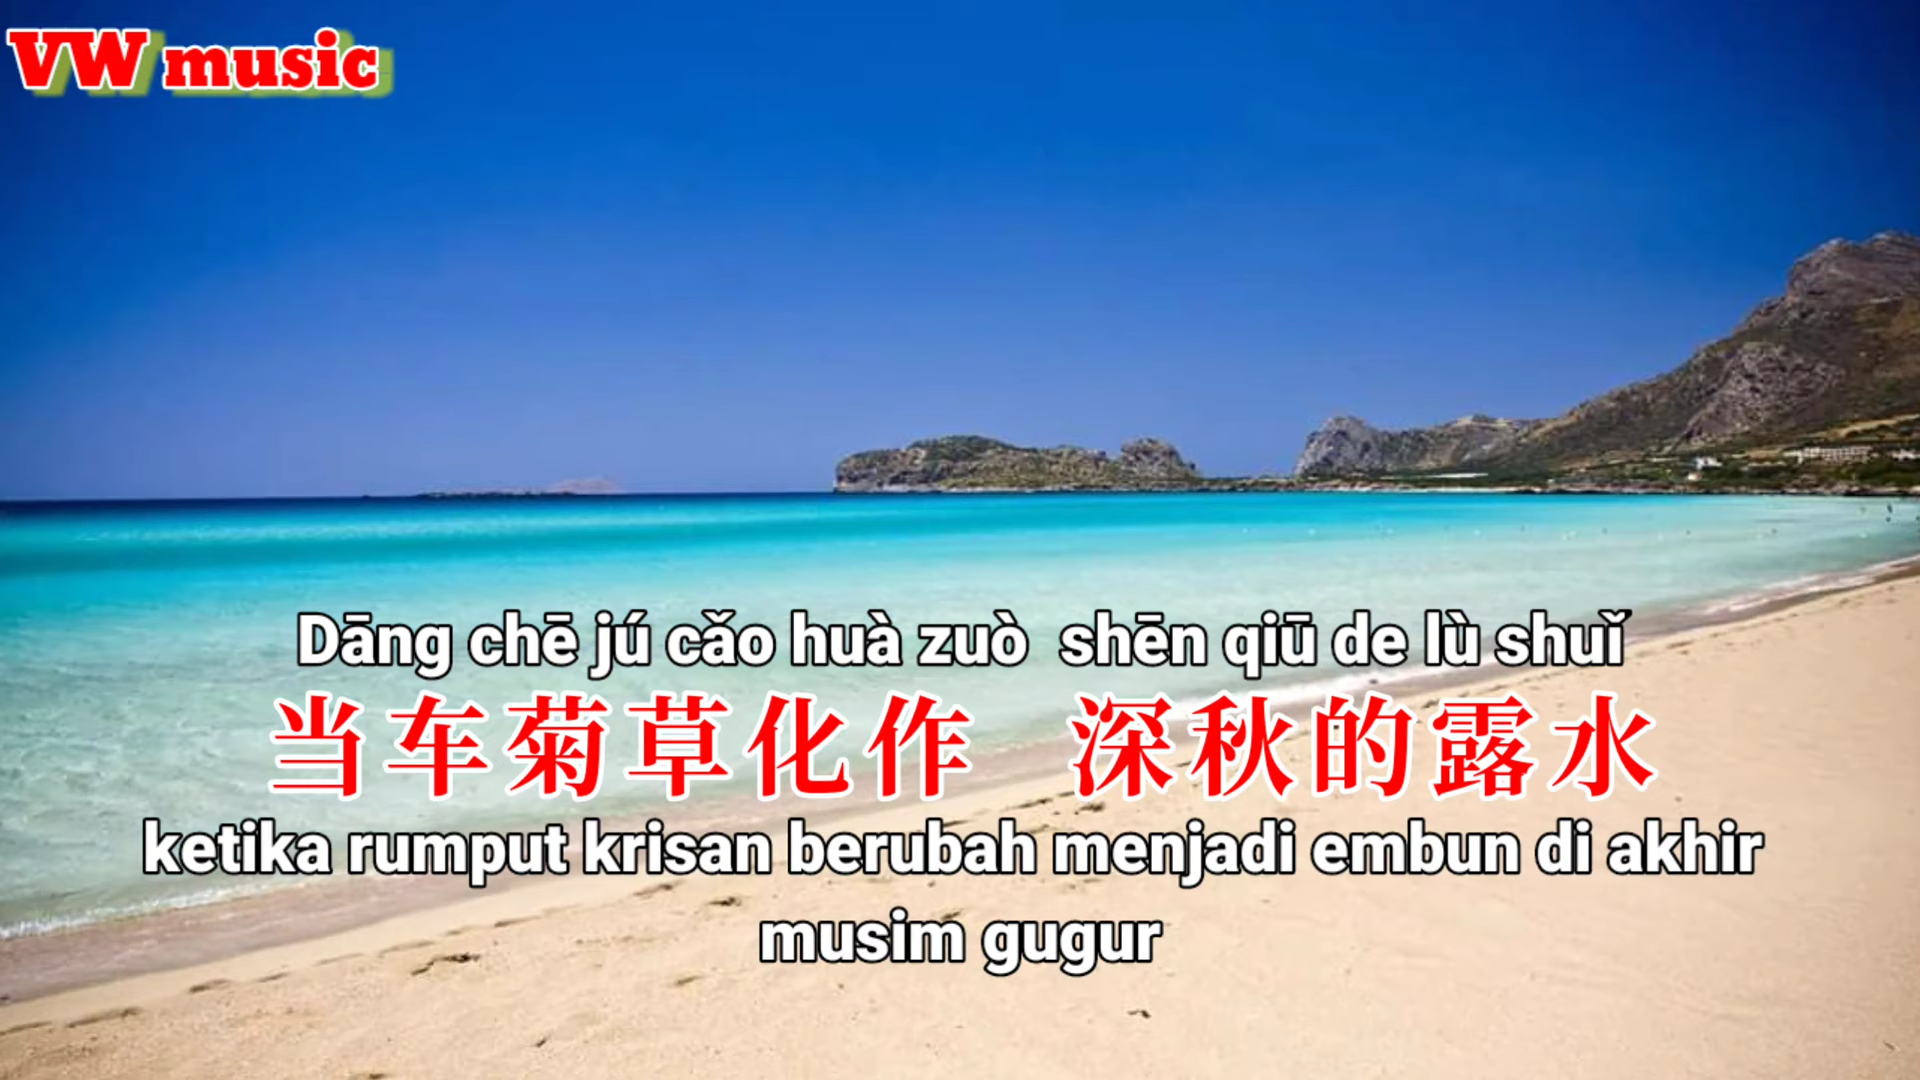 VW music
Dāng chē jú cǎo huà zuò shēn qiū de lù shuǐ
当车菊草化作 深秋的露水
ketika rumput krisan berubah menjadi embun di akhir
musim gugur